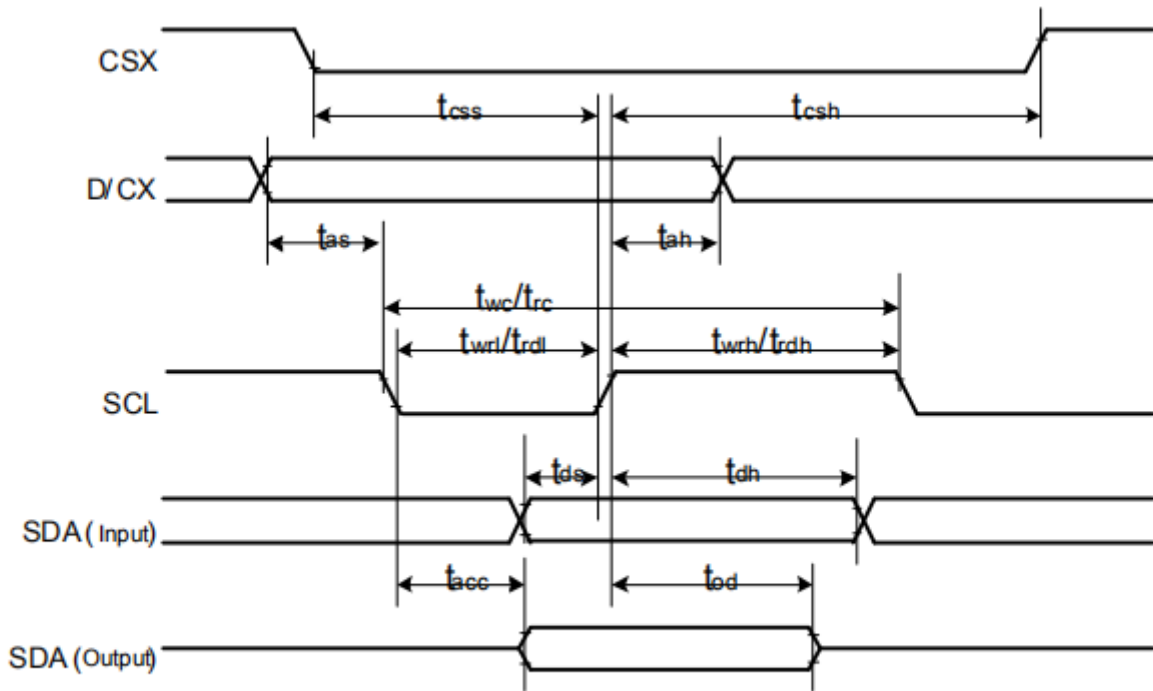 CSX
tcss
tcsh
D/CX
tas
tah
twc/trc
twrl/trdl
twrh/trdh
SCL
tds
tdh
SDA (Input)
tacc
tod
SDA (Output)